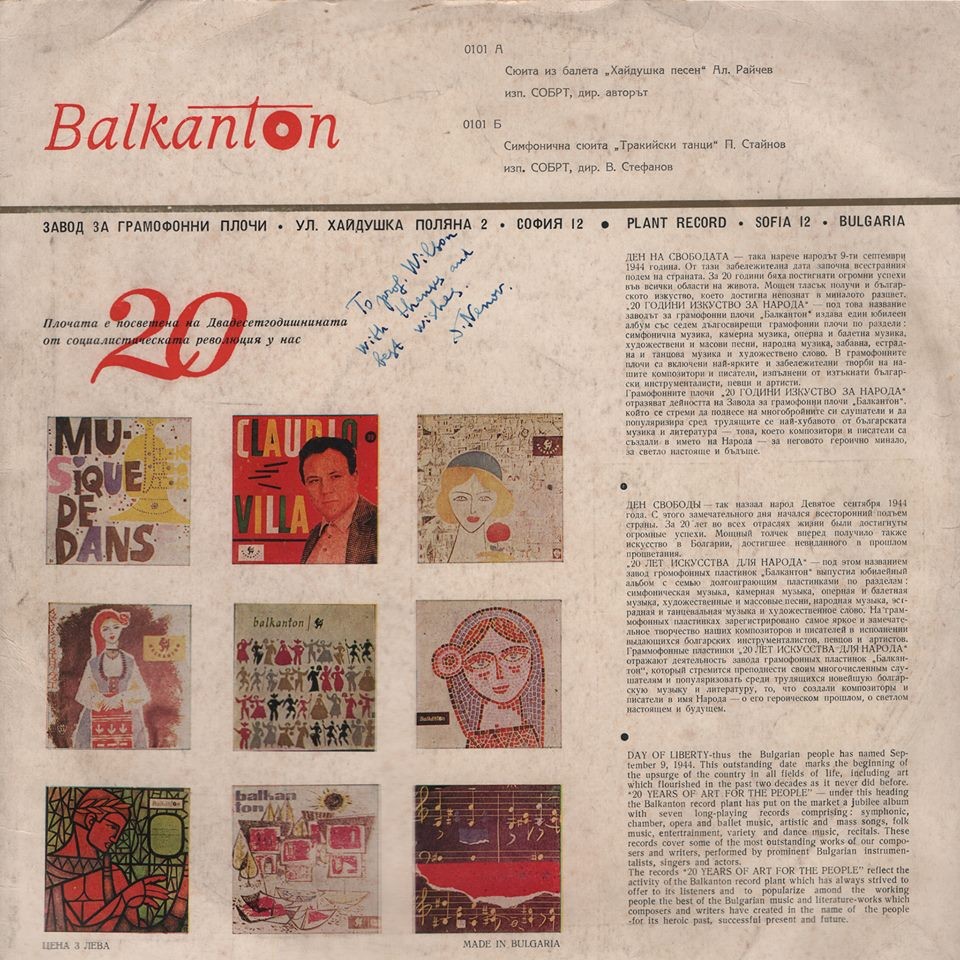 0101 А
Сюита из балета „Хайдушка песен“ Ал. Райчев
изп. СОБРТ, дир. авторът
Balkanton
0101 Б
Симфонична сюита „Тракийски танци“ П. Стайнов
изп. СОБРТ, дир. В. Стефанов
ЗАВОД ЗА ГРАМОФОННИ ПЛОЧИ • УЛ. ХАЙДУШКА ПОЛЯНА 2 • СОФИЯ 12 ● PLANT RECORD • SOFIA 12 • BULGARIA
To prof. Wilson
with thanks and
best wishes.
D. Nenov.
20
Плочата е посветена на Двадесетгодишнината
от социалистическата революция у нас
MU-
SIQUE
DE
DANS
CLAUDIO
VILLA
balkanton
Balkanton
Balkanton
balkan
ton
ЦЕНА 3 ЛЕВА
MADE IN BULGARIA
ДЕН НА СВОБОДАТА — така нарече народът 9-ти септември
1944 година. От тази забележителна дата започна всестранния
подем на страната. За 20 години бяха постигнати огромни успехи
във всички области на живота. Мощен тласък получи и българ-
ското изкуство, което достигна непознат в миналото разцвет.
„20 ГОДИНИ ИЗКУСТВО ЗА НАРОДА“ — под това название
заводът за грамофонни плочи „Балкантон“ издава един юбилеен
албум със седем дългосвирещи грамофонни плочи по раздели:
симфонична музика, камерна музика, оперна и балетна музика,
художествени и масови песни, народна музика, забавна, естрад-
на и танцова музика и художествено слово. В грамофонните
плочи са включени най-ярките и забележителни творби на на-
шите композитори и писатели, изпълнени от изтъкнати българ-
ски инструменталисти, певци и артисти.
Грамофонните плочи „20 ГОДИНИ ИЗКУСТВО ЗА НАРОДА“
отразяват дейността на Завода за грамофонни плочи „Балкантон“,
който се стреми да поднесе на многобройните си слушатели и да
популяризира сред трудящите се най-хубавото от българската
музика и литература — това, което композитори и писатели са
създали в името на Народа — за неговото героично минало,
за светло настояще и бъдъще.
ДЕН СВОБОДЫ — так назвал народ Девятое сентября 1944
года. С этого замечательного дня начался всесторонний подъем
страны. За 20 лет во всех отраслях жизни были достигнуты
огромные успехи. Мощный толчек вперед получило также
искусство в Болгарии, достигшее невиданного в прошлом
процветания.
„20 ЛЕТ ИСКУССТВА ДЛЯ НАРОДА“ — под этом названием
завод громофонных пластинок „Балкантон“ выпустил юбилейный
альбом с семью долгоиграющим пластинками по разделам:
симфоническая музыка, камерная музыка, оперная и балетная
музыка, художественные и массовые песни, народная музыка, эст-
радная и танцевальная музыка и художественное слово. На грам-
мофонных пластинках зарегистрировано самое яркое и замеча-
тельное творчество наших композиторов и писателей в исполнении
выдающихся болгарских инструменталистов, певцов и артистов.
Граммофонные пластинки „20 ЛЕТ ИСКУССТВА ДЛЯ НАРОДА“
отражают деятельность завода грамофонных пластинок „Балкан-
тон“, который стремится преподнести своим многочисленным слу-
шателям и популяризовать среди трудящихся новейшую болгар-
скую музыку и литературу, то, что создали композиторы и
писатели в имя Народа — о его героическом прошлом, о светлом
настоящем и будущем.
DAY OF LIBERTY-thus the Bulgarian people has named Sep-
tember 9, 1944. This outstanding date marks the beginning of
the upsurge of the country in all fields of life, including art
which flourished in the past two decades as it never did before.
“20 YEARS OF ART FOR THE PEOPLE” — under this heading
the Balkanton record plant has put on the market a jubilee album
with seven long-playing records comprising: symphonic,
chamber, opera and ballet music, artistic and mass songs, folk
music, entertainment, variety and dance music, recitals. These
records cover some of the most outstanding works of our compo-
sers and writers, performed by prominent Bulgarian instrumen-
talists, singers and actors.
The records “20 YEARS OF ART FOR THE PEOPLE” reflect the
activity of the Balkanton record plant which has always strived to
offer to its listeners and to popularize amond the working
people the best of the Bulgarian music and literature-works which
composers and writers have created in the name of the people
-for its heroic past, successful present and future.